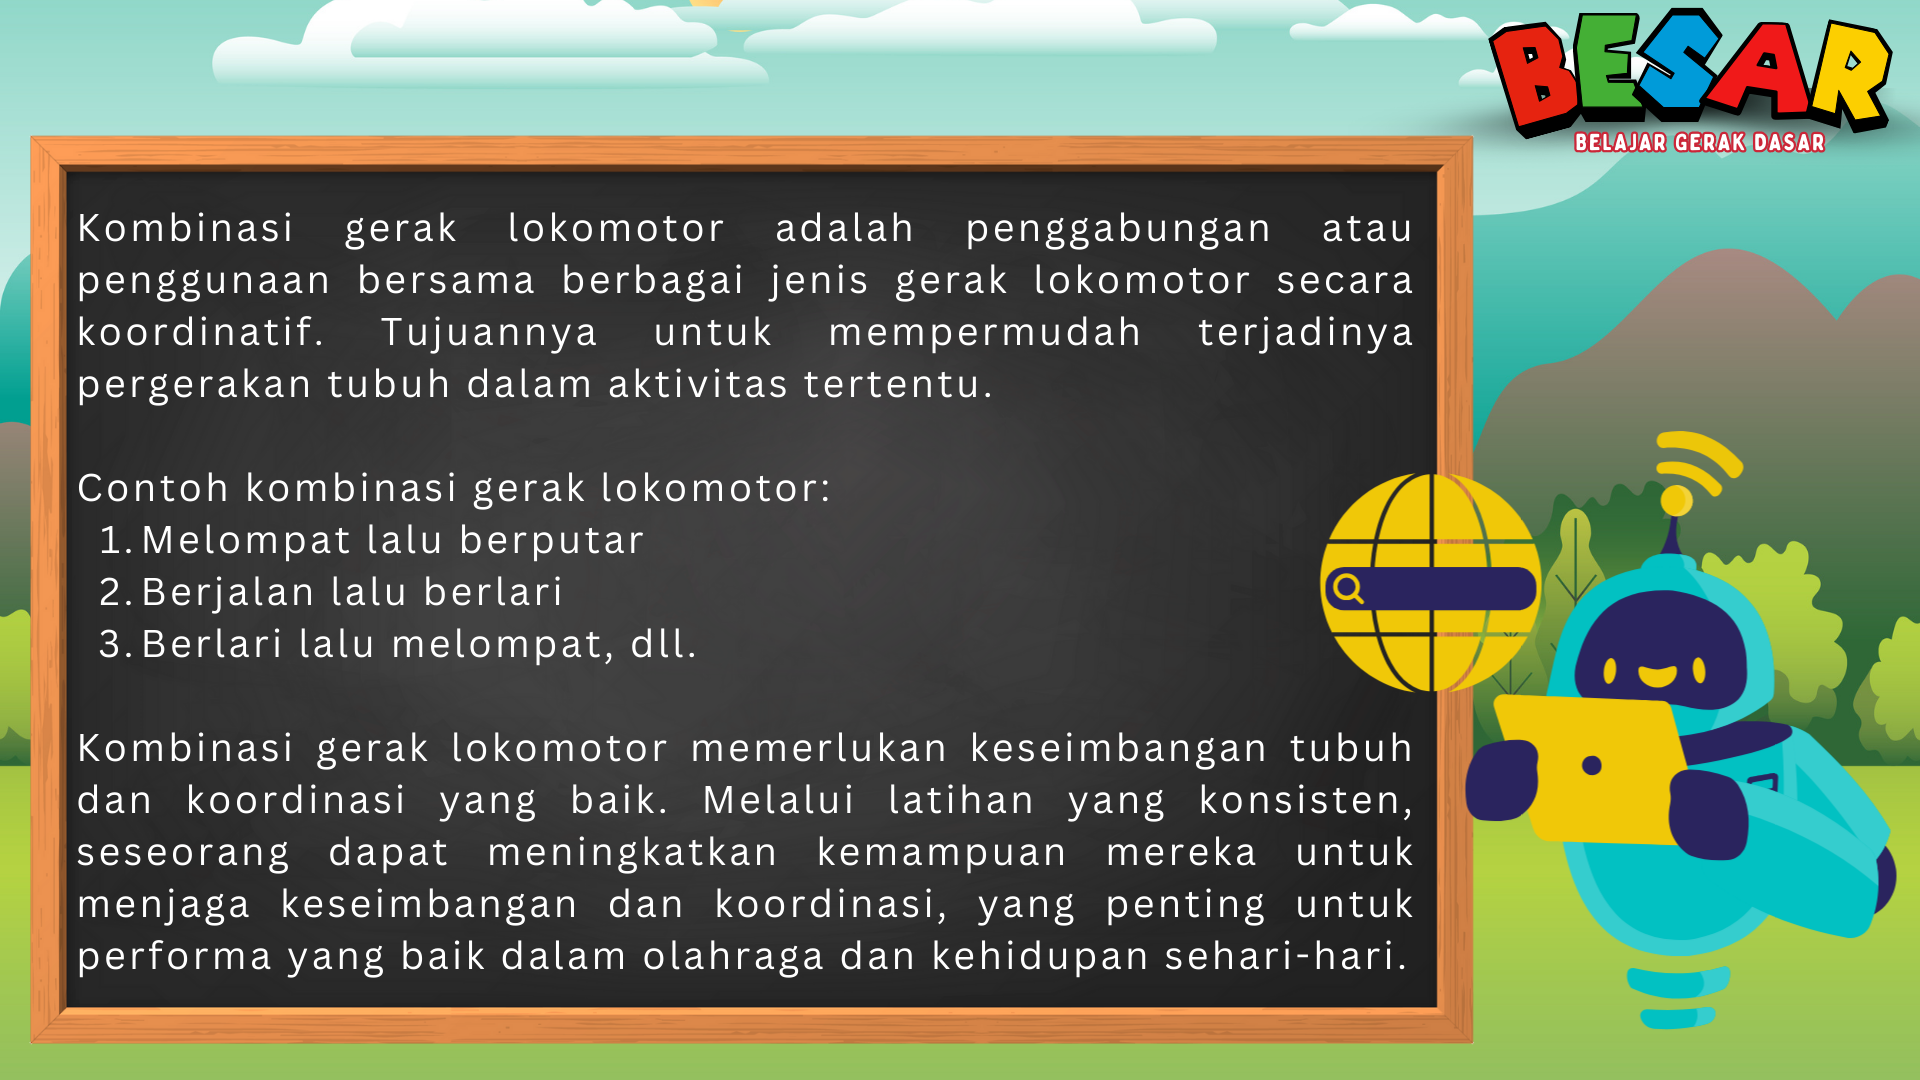 BESAR
BELAJAR GERAK DASAR
Kombinasi gerak lokomotor adalah penggabungan atau
penggunaan bersama berbagai jenis gerak lokomotor secara
koordinatif. Tujuannya untuk mempermudah terjadinya
pergerakan tubuh dalam aktivitas tertentu.
Contoh kombinasi gerak lokomotor:
1. Melompat lalu berputar
2. Berjalan lalu berlari
3. Berlari lalu melompat, dll.
Kombinasi gerak lokomotor memerlukan keseimbangan tubuh
dan koordinasi yang baik. Melalui latihan yang konsisten,
seseorang dapat meningkatkan kemampuan mereka untuk
menjaga keseimbangan dan koordinasi, yang penting untuk
performa yang baik dalam olahraga dan kehidupan sehari-hari.